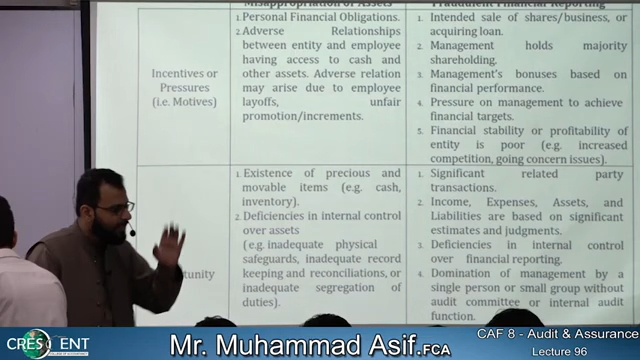 Misappropriation of Assets
Fraudulent Financial Reporting
Incentives or
Pressures
(i.e. Motives)
1. Personal Financial Obligations.
2. Adverse Relationships
between entity and employee
having access to cash and
other assets. Adverse relation
may arise due to employee
layoffs, unfair
promotion/increments.
1. Intended sale of shares/business, or
acquiring loan.
2. Management holds majority
shareholding.
3. Management's bonuses based on
financial performance.
4. Pressure on management to achieve
financial targets.
5. Financial stability or profitability of
entity is poor (e.g. increased
competition, going concern issues).
1. Existence of precious and
movable items (e.g. cash,
inventory).
2. Deficiencies in internal control
over assets
(e.g. inadequate physical
safeguards, inadequate record
keeping and reconciliations, or
inadequate segregation of
duties).
1. Significant related party
transactions.
2. Income, Expenses, Assets, and
Liabilities are based on significant
estimates and judgments.
3. Deficiencies in internal control
over financial reporting.
4. Domination of management by a
single person or small group without
audit committee or internal audit
function.
CRESCENT
Mr. Muhammad Asif.FCA
CAF 8 - Audit & Assurance
Lecture 96